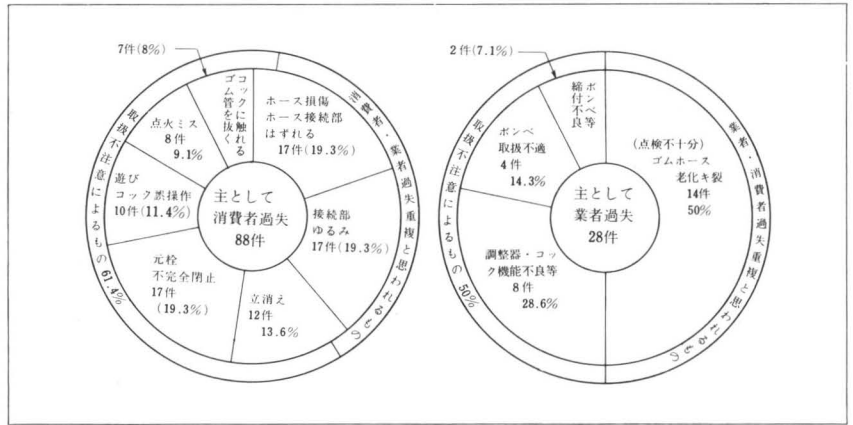 7件(8%)
コックに触れる
ゴム管を抜く
ホース損傷
ホース接続部
はずれる
17件(19.3%)
接続部
ゆるみ
17件(19.3%)
立消え
12件
13.6%
元栓
不完全閉止
17件
(19.3%)
遊び
コック誤操作
10件(11.4%)
点火ミス
8件
9.1%
主として
消費者過失
88件
消費者・業者過失重複と思われるもの
取扱不注意によるもの 61.4%
2件(7.1%)
ボンベ等
締付不良
ボンベ
取扱不適
4件
14.3%
調整器・コッ
ク機能不良等
8件
28.6%
(点検不十分)
ゴムホース
老化キ裂
14件
50%
主として
業者過失
28件
業者・消費者過失重複と思われるもの
取扱不注意によるもの 50%